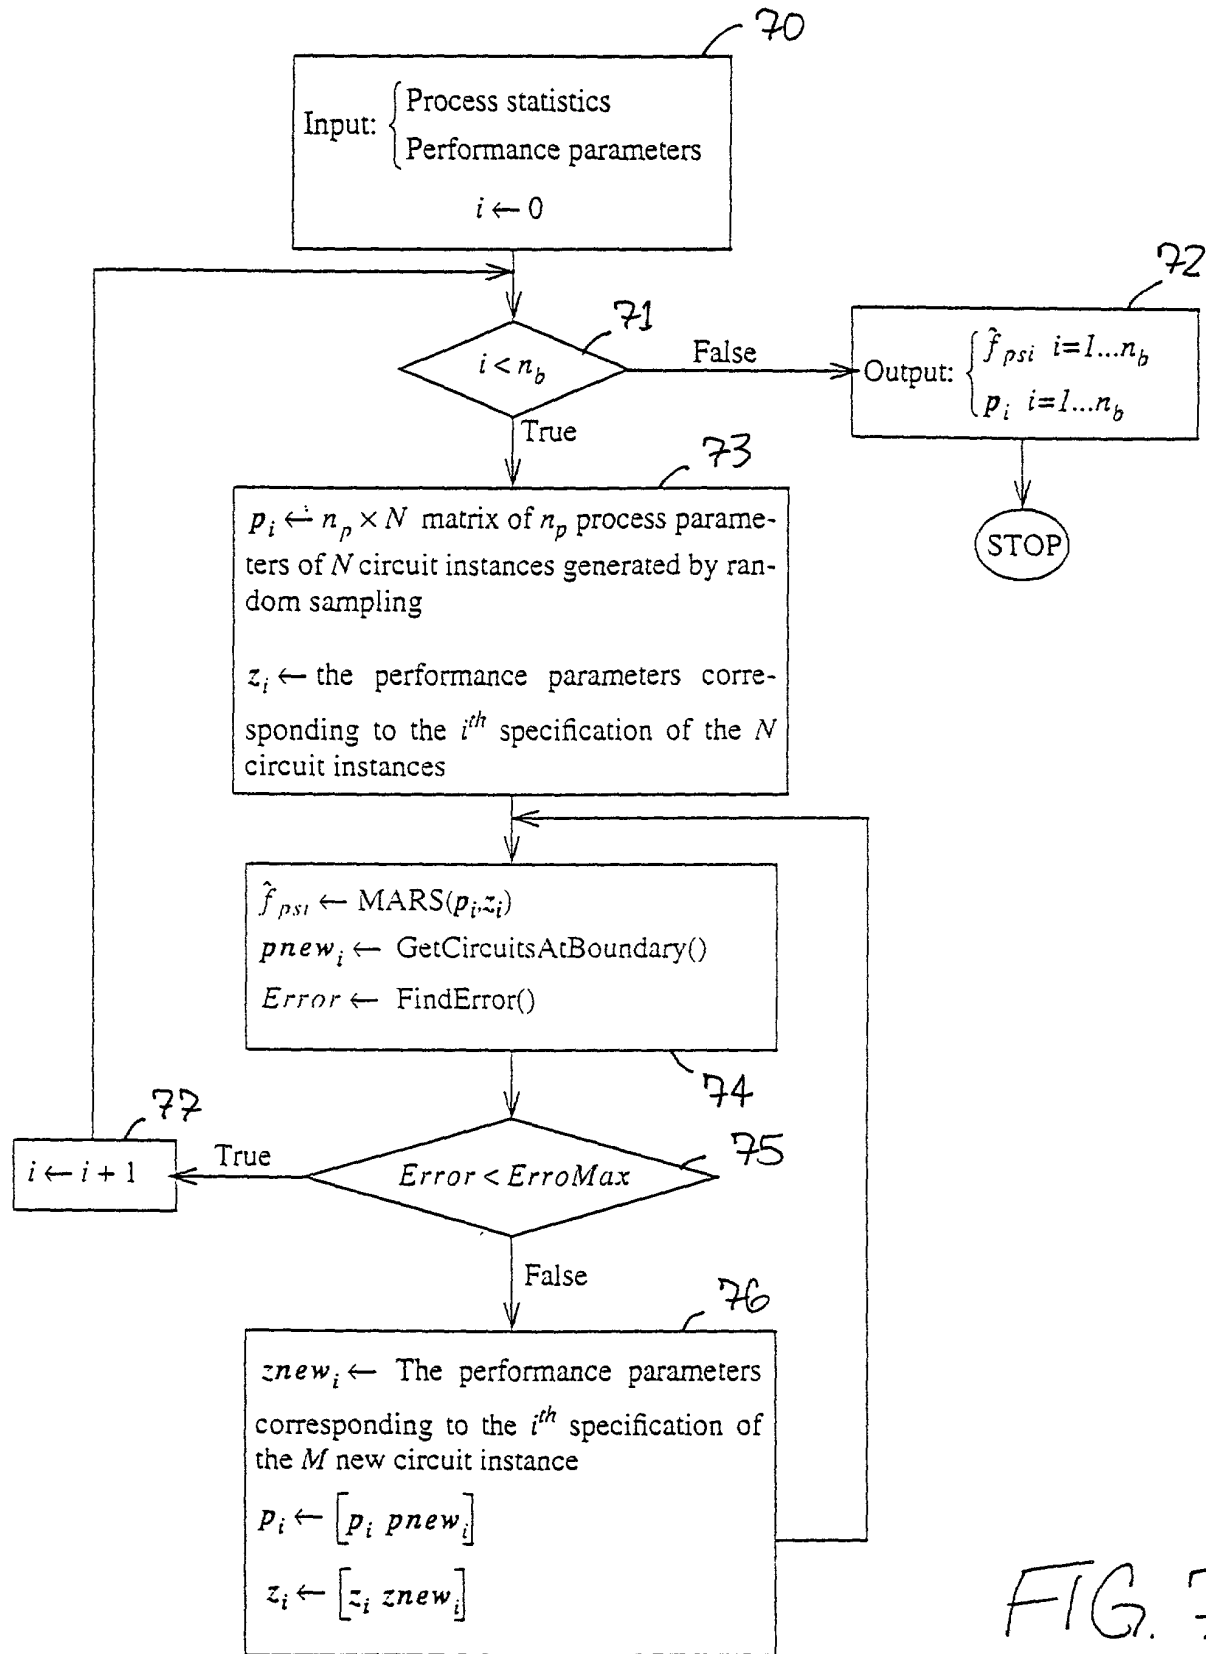 70
Input: { Process statistics
Performance parameters
i ← 0
71
i < n_b
False
True
72
Output: { f̂_psi i=1...n_b
p_i i=1...n_b
STOP
73
p_i ← n_p × N matrix of n_p process parame-
ters of N circuit instances generated by ran-
dom sampling
z_i ← the performance parameters corre-
sponding to the i^th specification of the N
circuit instances
f̂_psi ← MARS(p_i,z_i)
pnew_i ← GetCircuitsAtBoundary()
Error ← FindError()
74
77
i ← i + 1
True
Error < ErroMax
75
False
76
znew_i ← The performance parameters
corresponding to the i^th specification of
the M new circuit instance
p_i ← [p_i pnew_i]
z_i ← [z_i znew_i]
FIG. 7